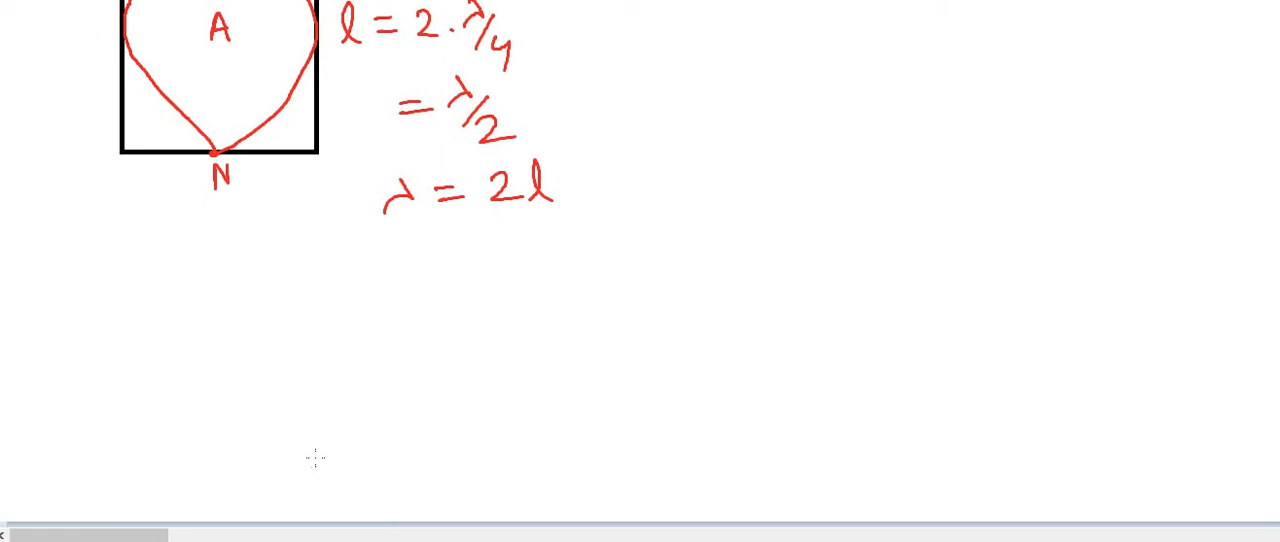 A
l = 2 . λ/4
= λ/2
N
λ = 2l